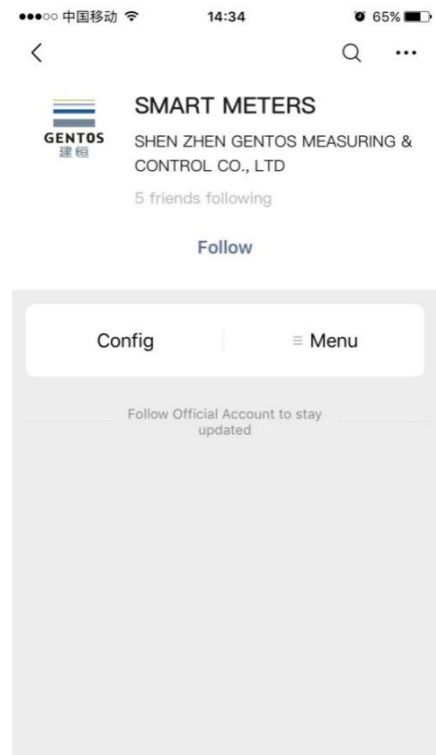 中国移动 14:34 65%
SMART METERS
GENTOS
建恒
SHEN ZHEN GENTOS MEASURING &
CONTROL CO., LTD
5 friends following
Follow
Config
Menu
Follow Official Account to stay
updated